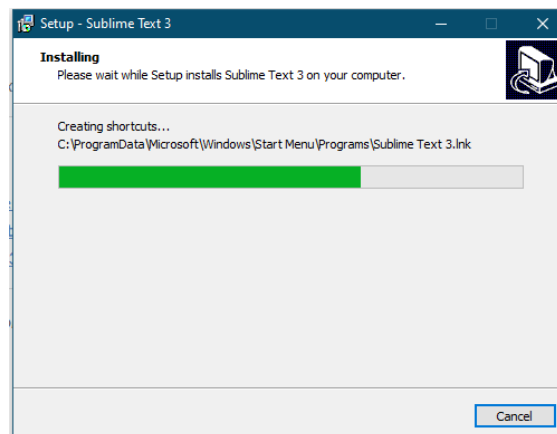 Setup - Sublime Text 3
Installing
Please wait while Setup installs Sublime Text 3 on your computer.
Creating shortcuts...
C:\ProgramData\Microsoft\Windows\Start Menu\Programs\Sublime Text 3.lnk
Cancel